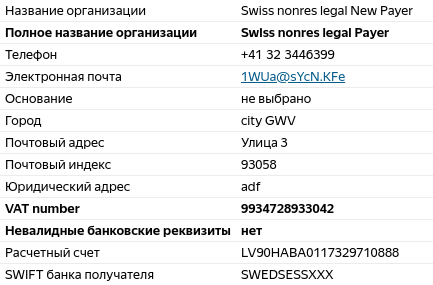 Название организации Swiss nonres legal New Payer
Полное название организации Swiss nonres legal Payer
Телефон +41 32 3446399
Электронная почта 1WUa@sYcN.KFe
Основание не выбрано
Город city GWV
Почтовый адрес Улица 3
Почтовый индекс 93058
Юридический адрес adf
VAT number 9934728933042
Невалидные банковские реквизиты нет
Расчетный счет LV90HABA0117329710888
SWIFT банка получателя SWEDSESSXXX